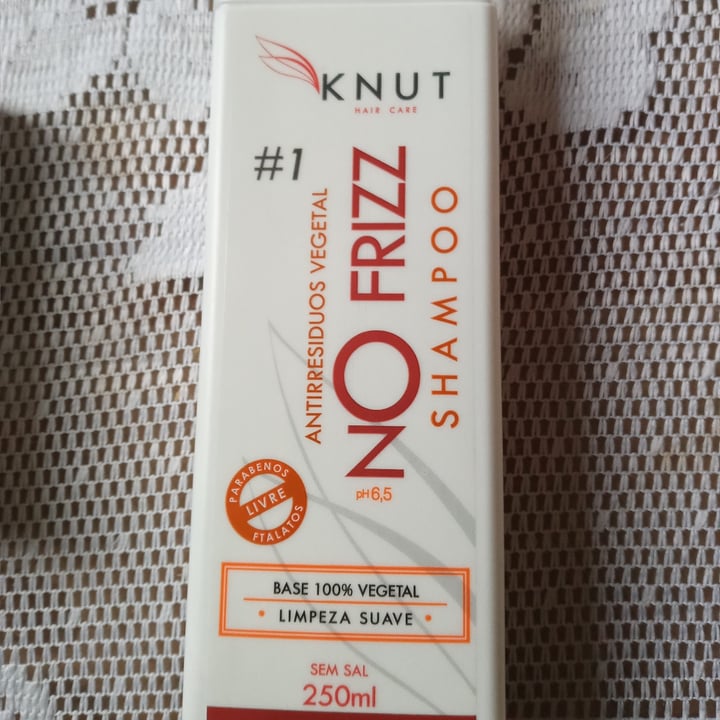 KNUT
HAIR CARE
#1
ANTIRRESIDUOS VEGETAL
NO FRIZZ
SHAMPOO
pH 6,5
PARABENOS
LIVRE
FTALATOS
BASE 100% VEGETAL
• LIMPEZA SUAVE •
SEM SAL
250ml